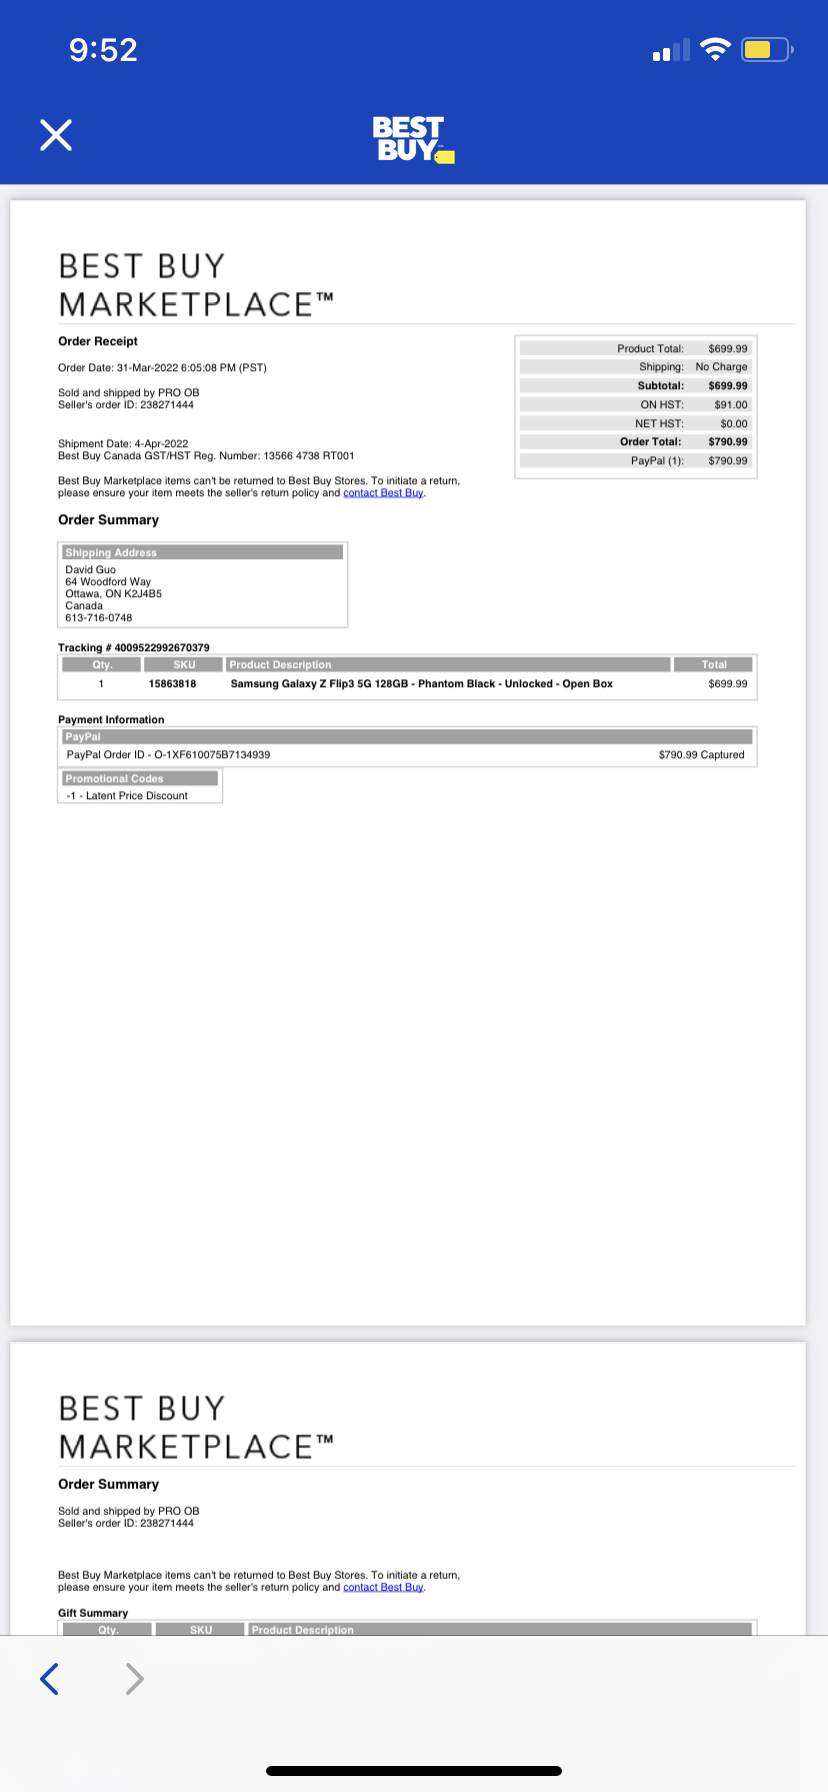 9:52
BEST
BUY
BEST BUY
MARKETPLACE™
Order Receipt
Order Date: 31-Mar-2022 6:05:08 PM (PST)
Sold and shipped by PRO OB
Seller's order ID: 238271444
Shipment Date: 4-Apr-2022
Best Buy Canada GST/HST Reg. Number: 13566 4738 RT001
Best Buy Marketplace items can't be returned to Best Buy Stores. To initiate a return,
please ensure your item meets the seller's return policy and contact Best Buy.
Product Total: $699.99
Shipping: No Charge
Subtotal: $699.99
ON HST: $91.00
NET HST: $0.00
Order Total: $790.99
PayPal (1): $790.99
Order Summary
Shipping Address
David Guo
64 Woodford Way
Ottawa, ON K2J4B5
Canada
613-716-0748
Tracking # 4009522992670379
Qty. SKU Product Description Total
1 15863818 Samsung Galaxy Z Flip3 5G 128GB - Phantom Black - Unlocked - Open Box $699.99
Payment Information
PayPal
PayPal Order ID - O-1XF610075B7134939 $790.99 Captured
Promotional Codes
-1 - Latent Price Discount
BEST BUY
MARKETPLACE™
Order Summary
Sold and shipped by PRO OB
Seller's order ID: 238271444
Best Buy Marketplace items can't be returned to Best Buy Stores. To initiate a return,
please ensure your item meets the seller's return policy and contact Best Buy.
Gift Summary
Qty. SKU Product Description